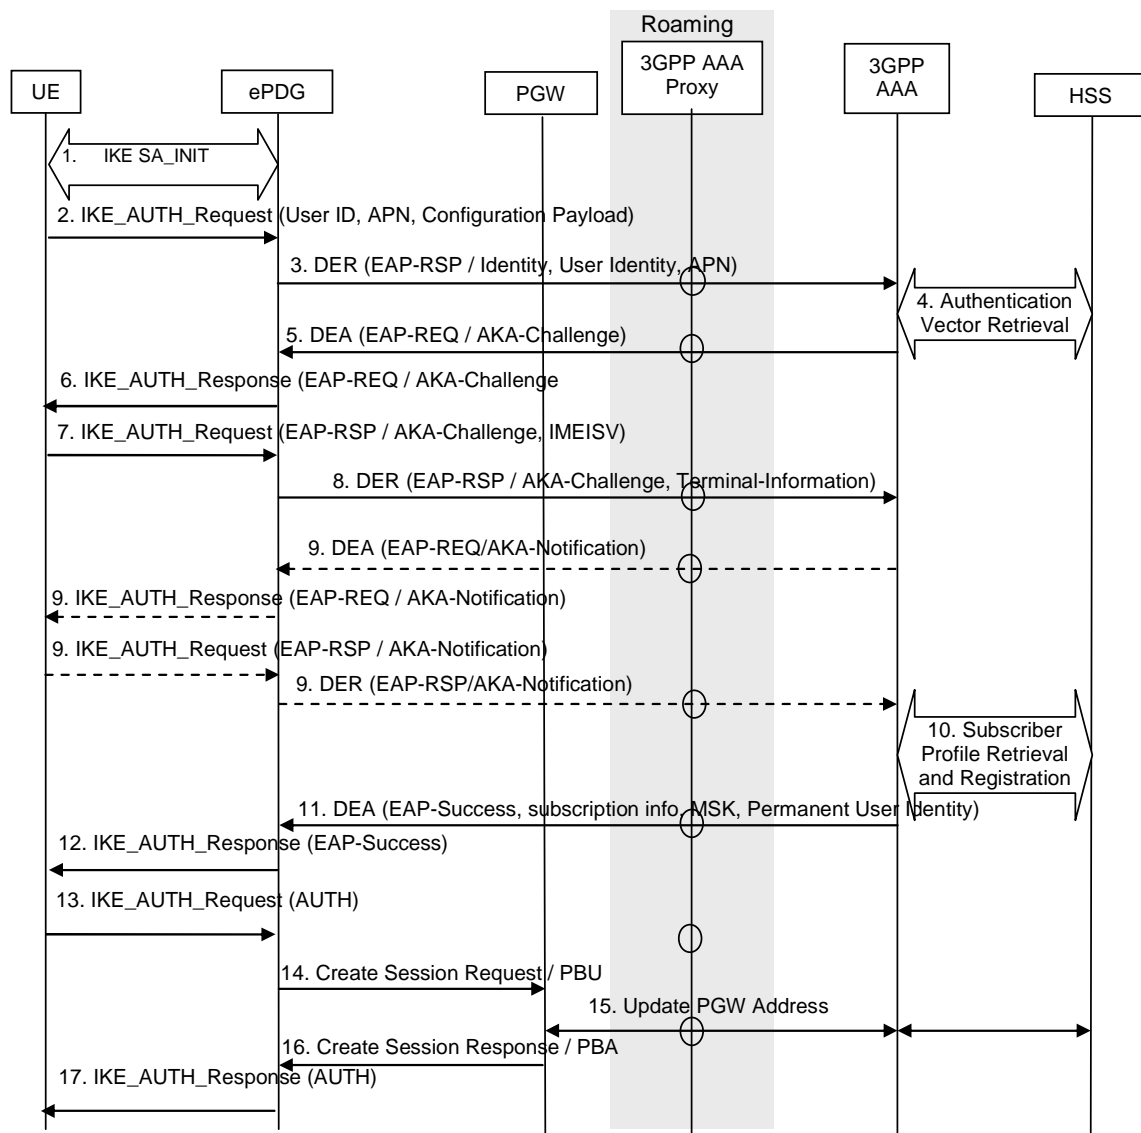 Roaming
UE
ePDG
PGW
3GPP AAA
Proxy
3GPP
AAA
HSS
1. IKE SA_INIT
2. IKE_AUTH_Request (User ID, APN, Configuration Payload)
3. DER (EAP-RSP / Identity, User Identity, APN)
4. Authentication
Vector Retrieval
5. DEA (EAP-REQ / AKA-Challenge)
6. IKE_AUTH_Response (EAP-REQ / AKA-Challenge
7. IKE_AUTH_Request (EAP-RSP / AKA-Challenge, IMEISV)
8. DER (EAP-RSP / AKA-Challenge, Terminal-Information)
9. DEA (EAP-REQ/AKA-Notification)
9. IKE_AUTH_Response (EAP-REQ / AKA-Notification)
9. IKE_AUTH_Request (EAP-RSP / AKA-Notification)
9. DER (EAP-RSP/AKA-Notification)
10. Subscriber
Profile Retrieval
and Registration
11. DEA (EAP-Success, subscription info, MSK, Permanent User Identity)
12. IKE_AUTH_Response (EAP-Success)
13. IKE_AUTH_Request (AUTH)
14. Create Session Request / PBU
15. Update PGW Address
16. Create Session Response / PBA
17. IKE_AUTH_Response (AUTH)